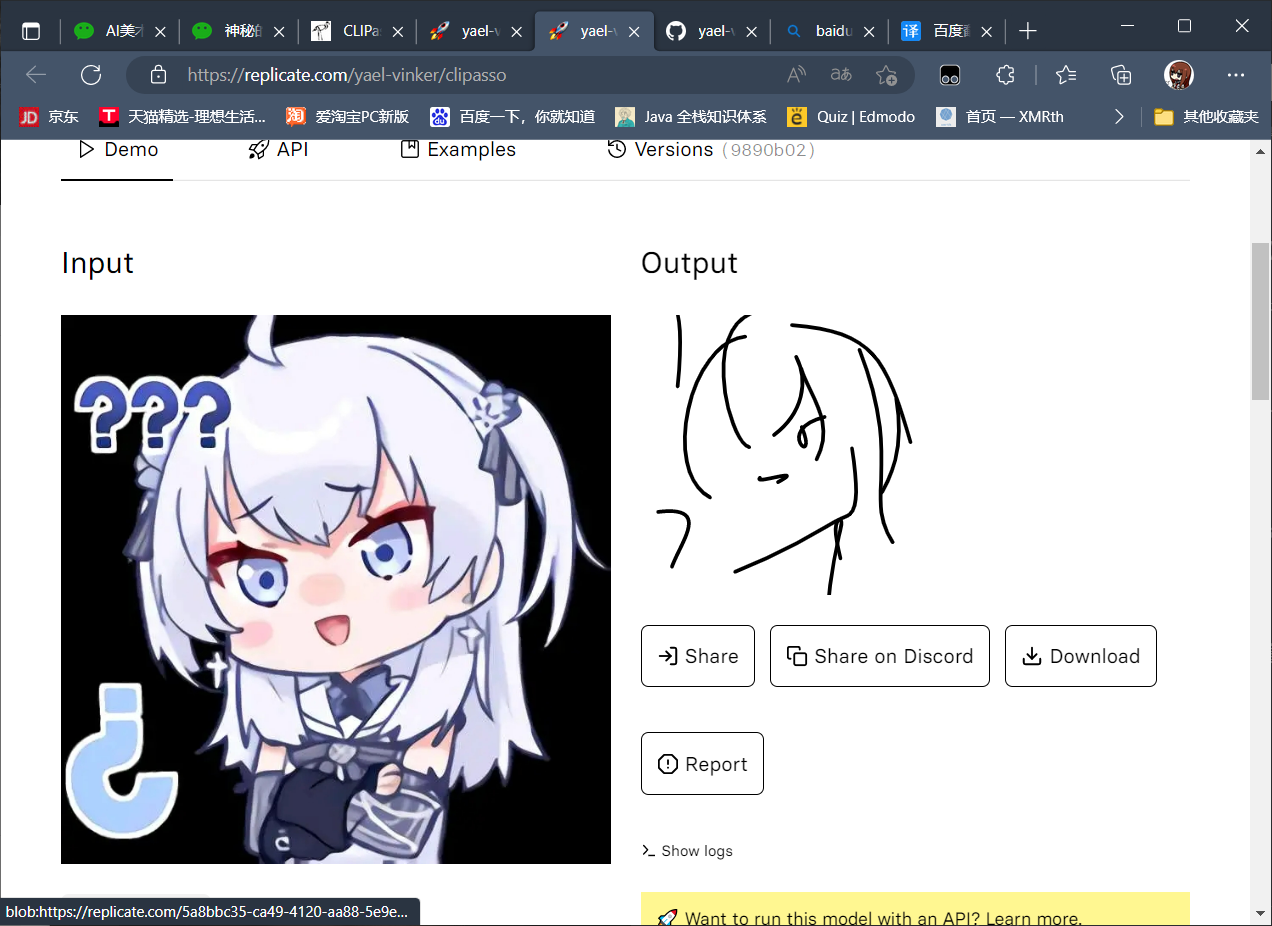 AI美才
神秘的
CLIPas
yael-v
yael-v
yael-v
baidu
百度翻
https://replicate.com/yael-vinker/clipasso
京东
天猫精选-理想生活...
爱淘宝PC新版
百度一下，你就知道
Java 全栈知识体系
Quiz | Edmodo
首页 — XMRth
其他收藏夹
Demo
API
Examples
Versions (9890b02)
Input
Output
???
¿
Share
Share on Discord
Download
Report
Show logs
Want to run this model with an API? Learn more.
blob:https://replicate.com/5a8bbc35-ca49-4120-aa88-5e9e...